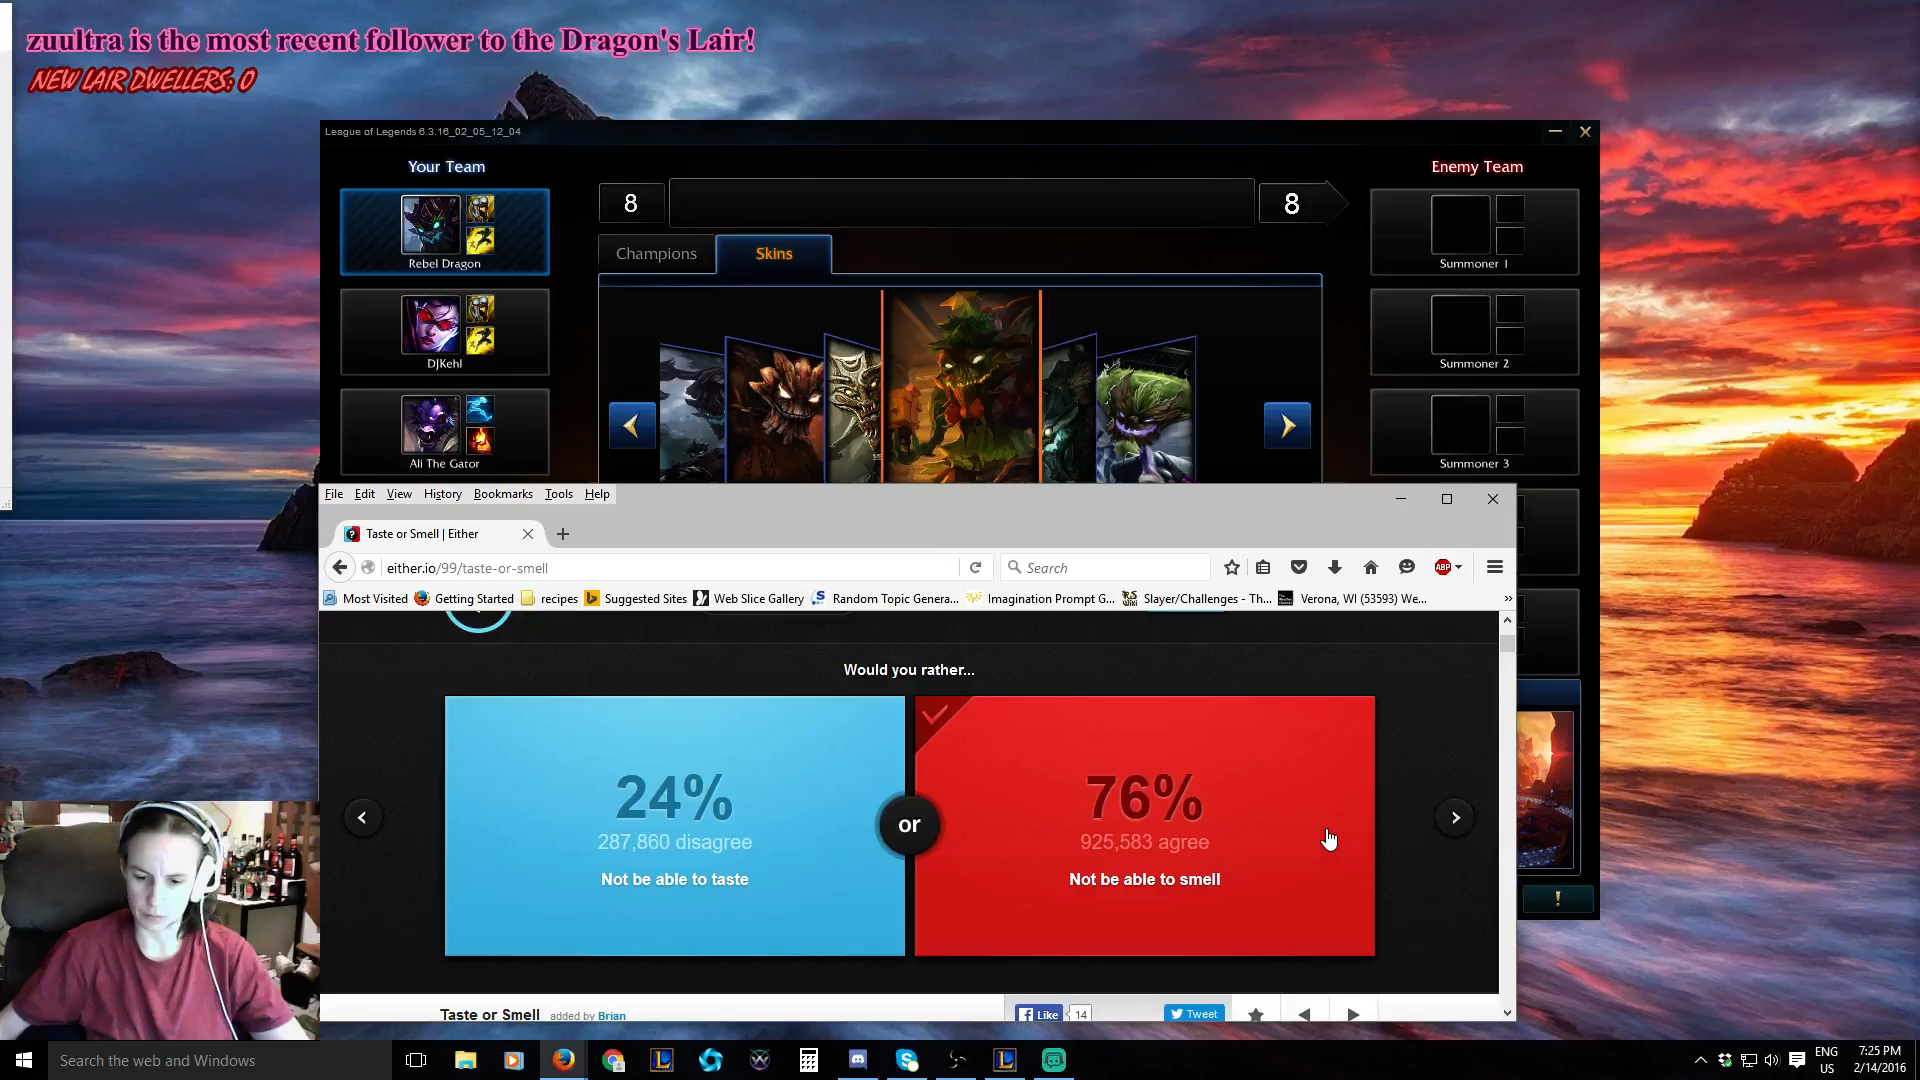 zuultra is the most recent follower to the Dragon's Lair!
NEW LAIR DWELLERS: 0
League of Legends 6.3.16_02_05_12_04
Your Team
Enemy Team
8
8
Champions
Skins
Rebel Dragon
DJKehl
Ali The Gator
Summoner 1
Summoner 2
Summoner 3
File Edit View History Bookmarks Tools Help
Taste or Smell | Either
either.io/99/taste-or-smell
Search
ABP
Most Visited Getting Started recipes Suggested Sites Web Slice Gallery Random Topic Genera... Imagination Prompt G... Slayer/Challenges - Th... Verona, WI (53593) We...
Would you rather...
24%
287,860 disagree
Not be able to taste
or
76%
925,583 agree
Not be able to smell
Taste or Smell added by Brian
Like 14
Tweet
Search the web and Windows
ENG
US
7:25 PM
2/14/2016